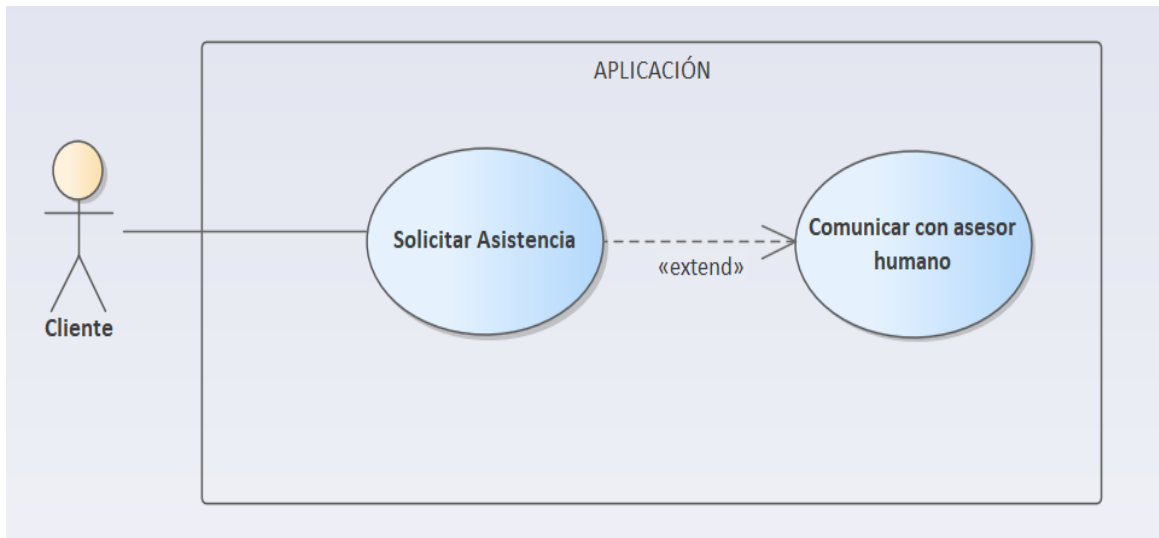 APLICACIÓN
Solicitar Asistencia
«extend»
Comunicar con asesor
humano
Cliente